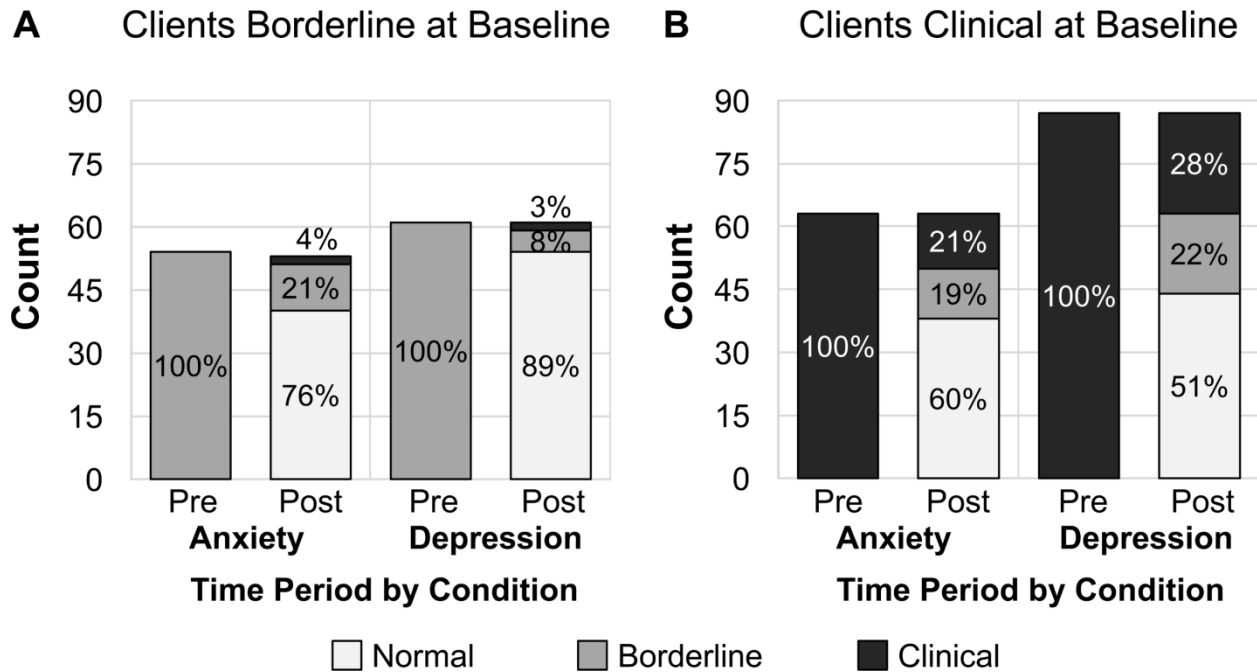 A Clients Borderline at Baseline
90
75
60
45
30
15
0
Count
100%
4%
21%
76%
100%
3%
8%
89%
Pre Post Pre Post
Anxiety Depression
Time Period by Condition
B Clients Clinical at Baseline
90
75
60
45
30
15
0
Count
100%
21%
19%
60%
100%
28%
22%
51%
Pre Post Pre Post
Anxiety Depression
Time Period by Condition
Normal Borderline Clinical